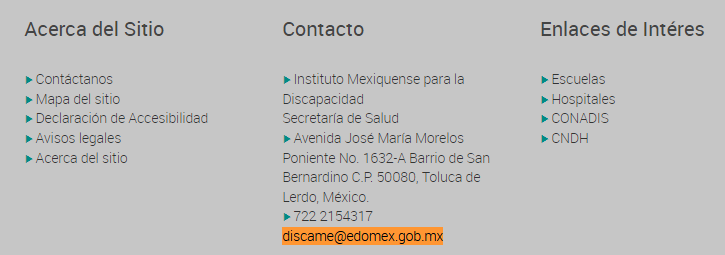 Acerca del Sitio
Contáctanos
Mapa del sitio
Declaración de Accesibilidad
Avisos legales
Acerca del sitio
Contacto
Instituto Mexiquense para la
Discapacidad
Secretaría de Salud
Avenida José María Morelos
Poniente No. 1632-A Barrio de San
Bernardino C.P. 50080, Toluca de
Lerdo, México.
722 2154317
discame@edomex.gob.mx
Enlaces de Intéres
Escuelas
Hospitales
CONADIS
CNDH